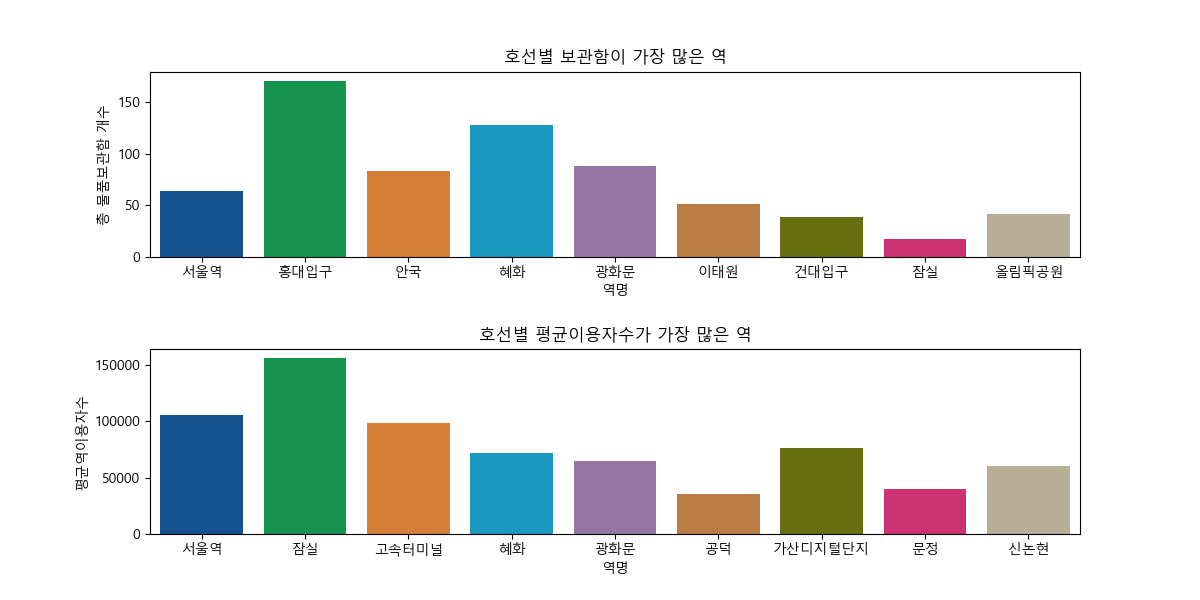 호선별 보관함이 가장 많은 역
총 물품보관함 개수
150
100
50
0
서울역 홍대입구 안국 혜화 광화문 이태원 건대입구 잠실 올림픽공원
역명
호선별 평균이용자수가 가장 많은 역
평균역이용자수
150000
100000
50000
0
서울역 잠실 고속터미널 혜화 광화문 공덕 가산디지털단지 문정 신논현
역명